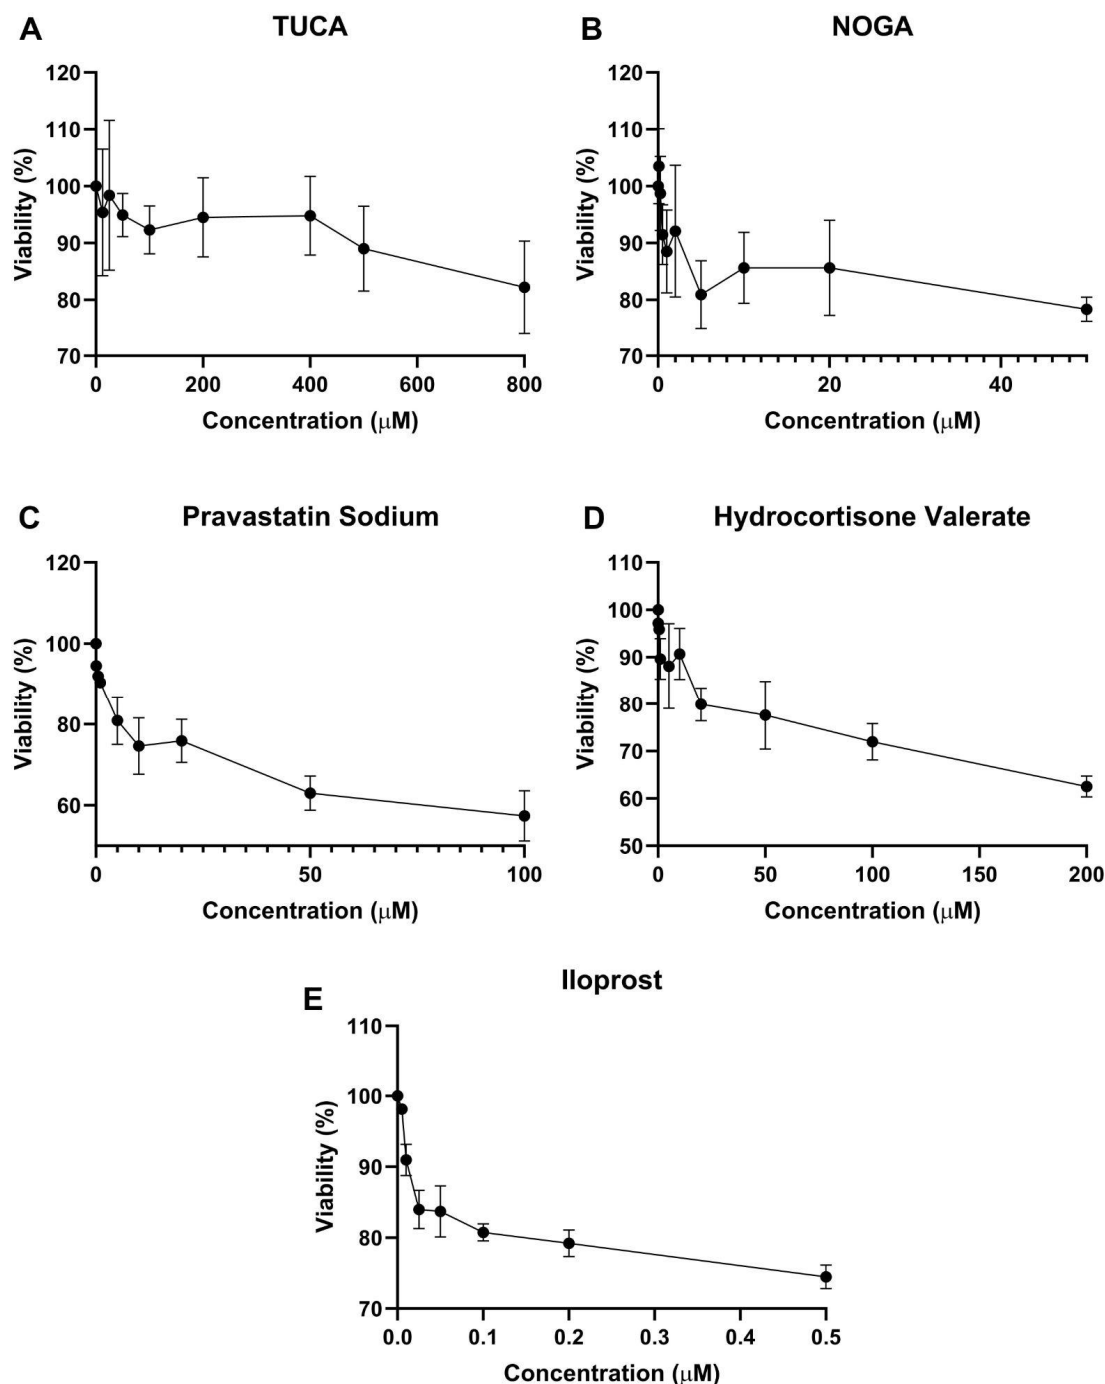 A
TUCA
120
110
100
90
80
70
Viability (%)
0 200 400 600 800
Concentration (μM)
B
NOGA
120
110
100
90
80
70
Viability (%)
0 20 40
Concentration (μM)
C
Pravastatin Sodium
120
100
80
60
Viability (%)
0 50 100
Concentration (μM)
D
Hydrocortisone Valerate
110
100
90
80
70
60
50
Viability (%)
0 50 100 150 200
Concentration (μM)
E
Iloprost
110
100
90
80
70
Viability (%)
0.0 0.1 0.2 0.3 0.4 0.5
Concentration (μM)